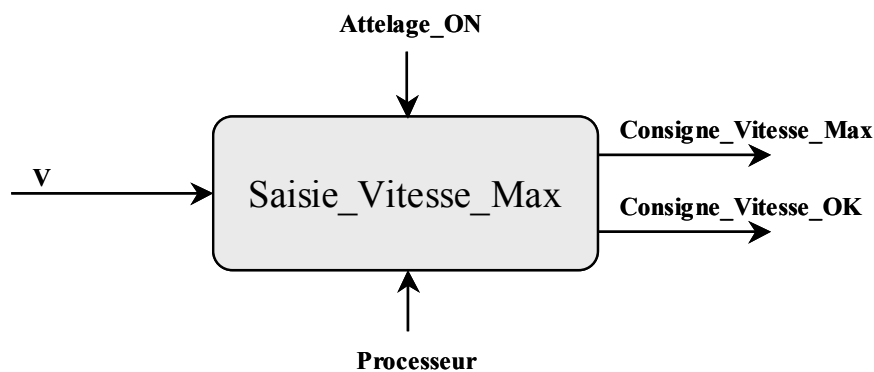 Attelage_ON
Consigne_Vitesse_Max
V
Saisie_Vitesse_Max
Consigne_Vitesse_OK
Processeur